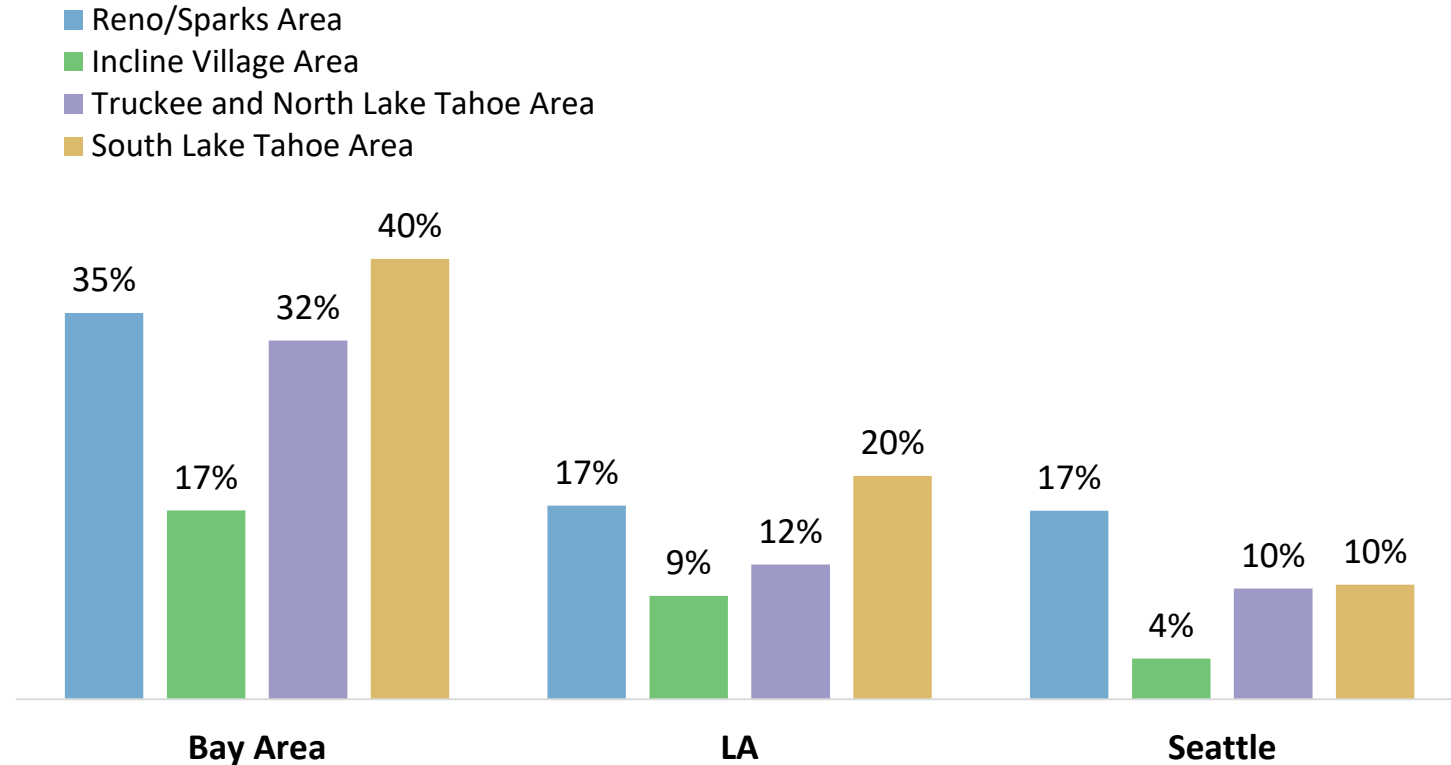 Reno/Sparks Area
Incline Village Area
Truckee and North Lake Tahoe Area
South Lake Tahoe Area
35%
17%
32%
40%
17%
9%
12%
20%
17%
4%
10%
10%
Bay Area
LA
Seattle